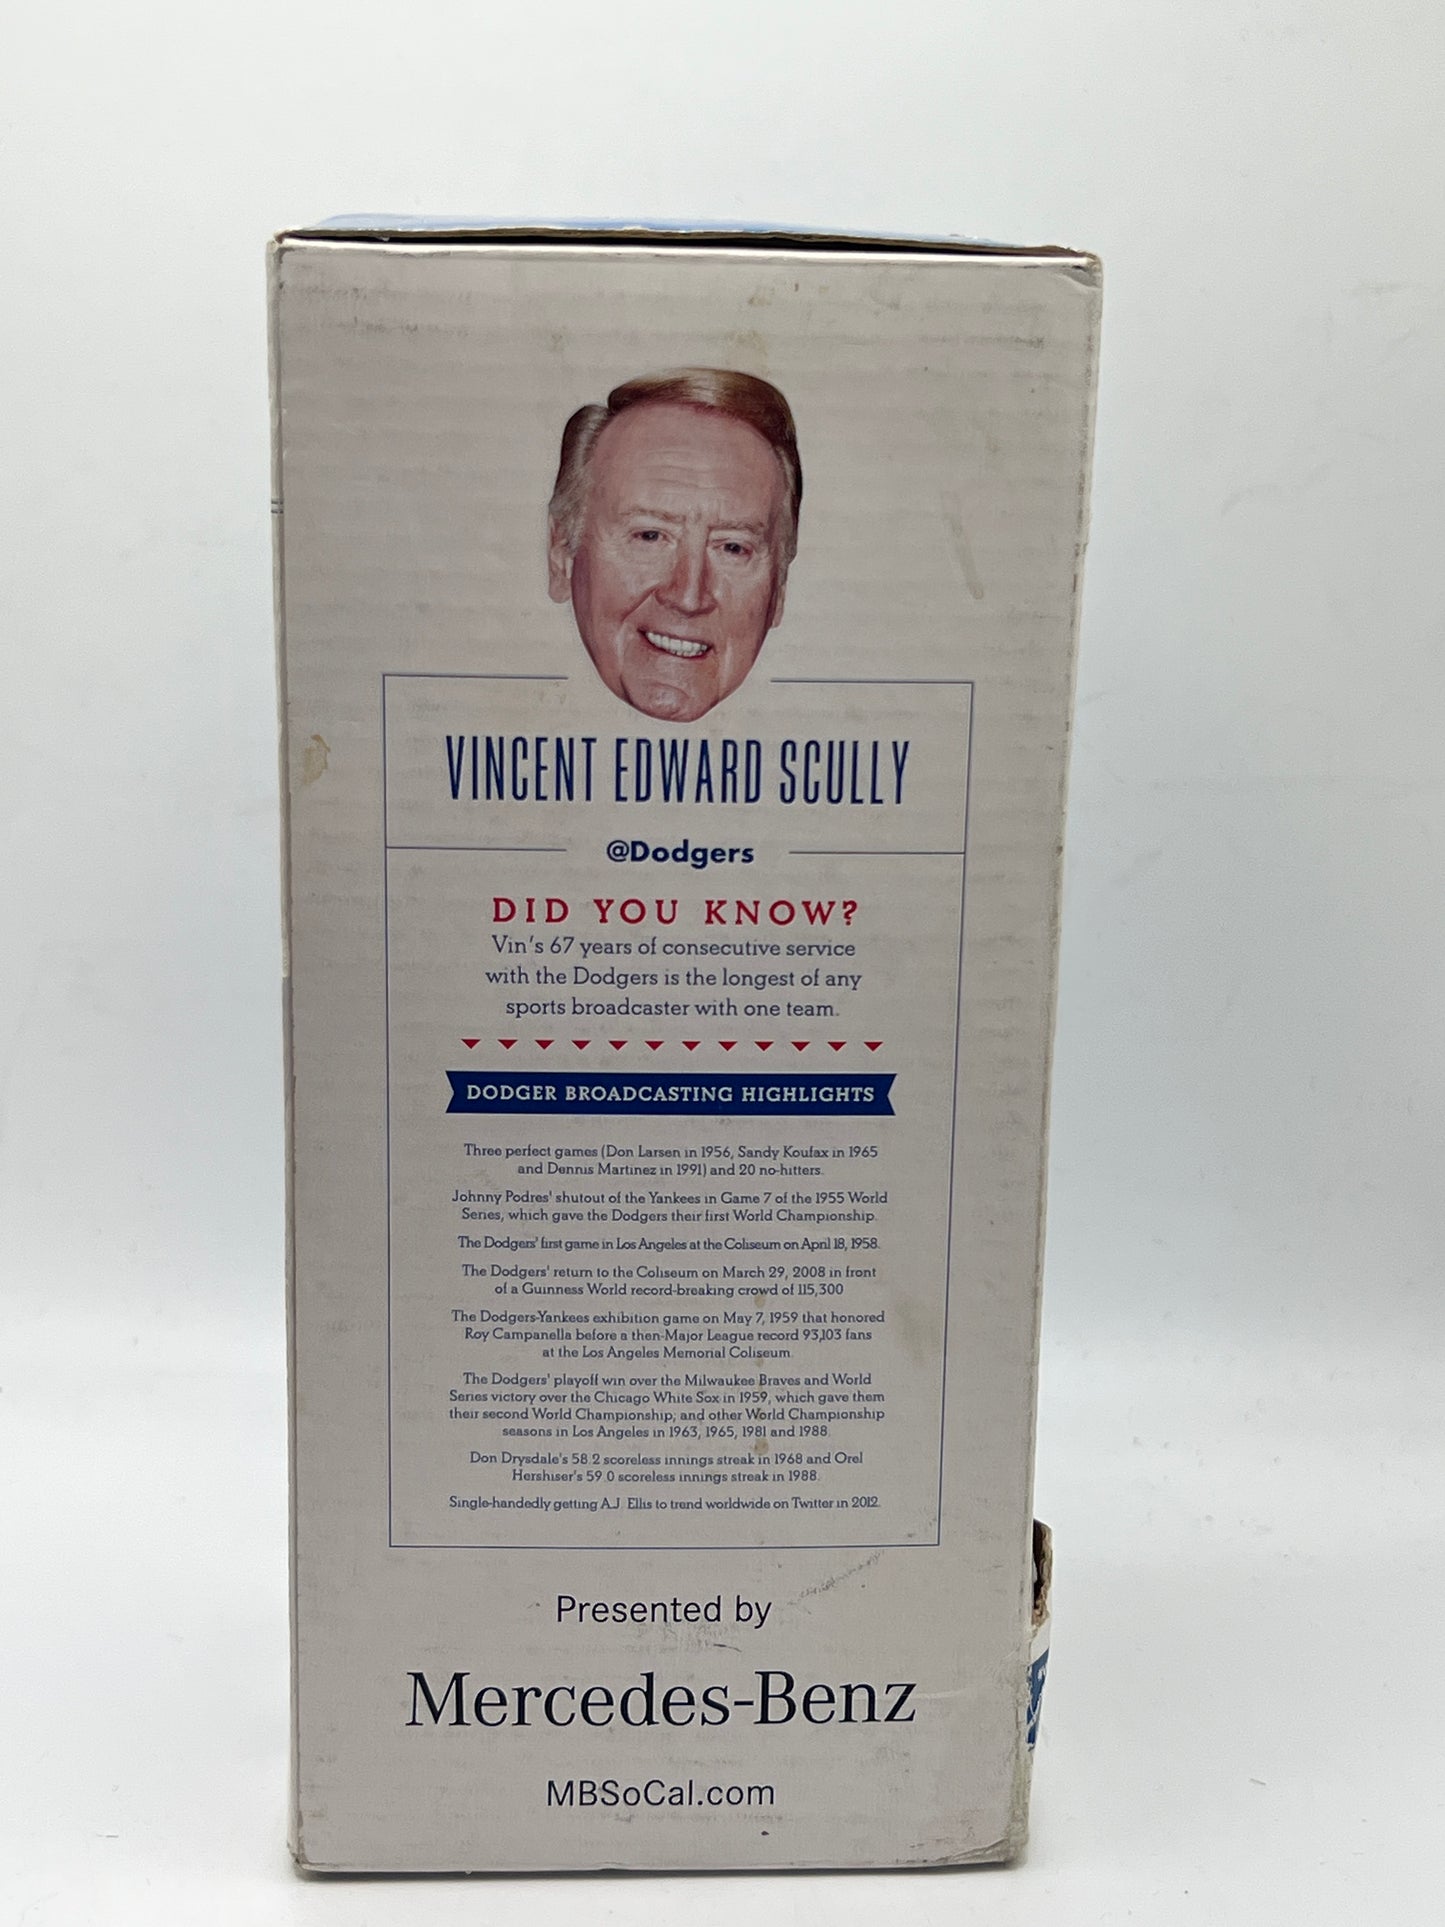 VINCENT EDWARD SCULLY
@Dodgers
DID YOU KNOW?
Vin's 67 years of consecutive service
with the Dodgers is the longest of any
sports broadcaster with one team.
DODGER BROADCASTING HIGHLIGHTS
Three perfect games (Don Larsen in 1956, Sandy Koufax in 1965
and Dennis Martinez in 1991) and 20 no-hitters.
Johnny Podres' shutout of the Yankees in Game 7 of the 1955 World
Series, which gave the Dodgers their first World Championship.
The Dodgers' first game in Los Angeles at the Coliseum on April 18, 1958.
The Dodgers' return to the Coliseum on March 29, 2008 in front
of a Guinness World record-breaking crowd of 115,300
The Dodgers-Yankees exhibition game on May 7, 1959 that honored
Roy Campanella before a then-Major League record 93,103 fans
at the Los Angeles Memorial Coliseum.
The Dodgers' playoff win over the Milwaukee Braves and World
Series victory over the Chicago White Sox in 1959, which gave them
their second World Championship; and other World Championship
seasons in Los Angeles in 1963, 1965, 1981 and 1988.
Don Drysdale's 58.2 scoreless innings streak in 1968 and Orel
Hershiser's 59.0 scoreless innings streak in 1988.
Single-handedly getting A.J. Ellis to trend worldwide on Twitter in 2012.
Presented by
Mercedes-Benz
MBSoCal.com